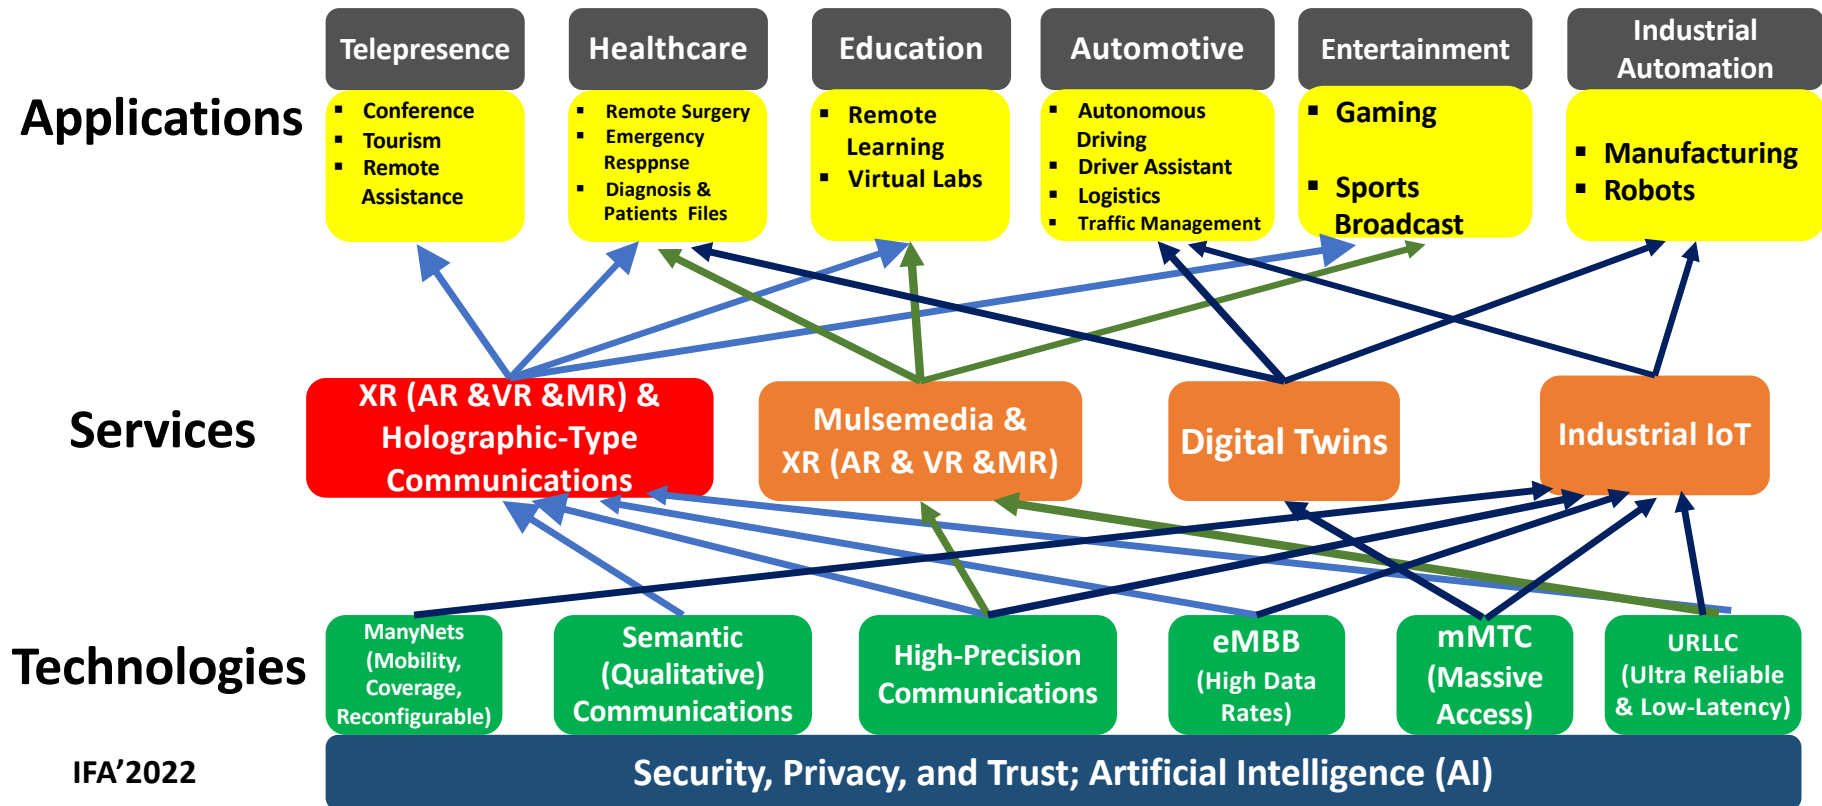 Applications
Telepresence
▪ Conference
▪ Tourism
▪ Remote
Assistance
Healthcare
▪ Remote Surgery
▪ Emergency
Resppnse
▪ Diagnosis &
Patients Files
Education
▪ Remote
Learning
▪ Virtual Labs
Automotive
▪ Autonomous
Driving
▪ Driver Assistant
▪ Logistics
▪ Traffic Management
Entertainment
▪ Gaming
▪ Sports
Broadcast
Industrial
Automation
▪ Manufacturing
▪ Robots
Services
XR (AR &VR &MR) &
Holographic-Type
Communications
Mulsemedia &
XR (AR & VR &MR)
Digital Twins
Industrial IoT
Technologies
ManyNets
(Mobility,
Coverage,
Reconfigurable)
Semantic
(Qualitative)
Communications
High-Precision
Communications
eMBB
(High Data
Rates)
mMTC
(Massive
Access)
URLLC
(Ultra Reliable
& Low-Latency)
IFA’2022
Security, Privacy, and Trust; Artificial Intelligence (AI)